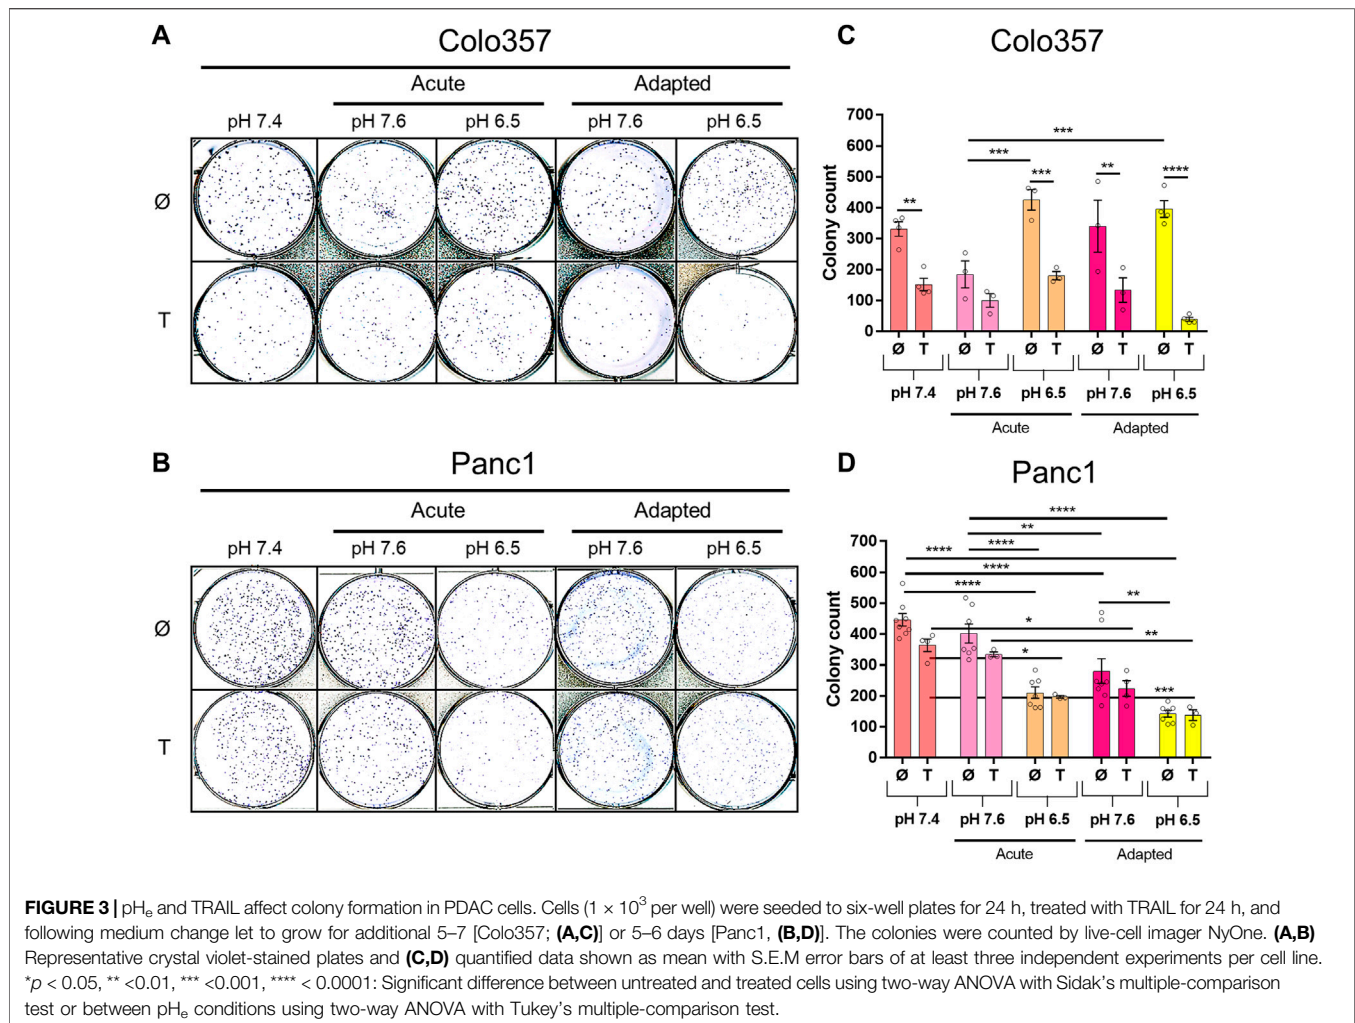 A
Colo357
Acute
Adapted
pH 7.4
pH 7.6
pH 6.5
pH 7.6
pH 6.5
Ø
T
C
Colo357
Colony count
700
600
500
400
300
200
100
0
**
***
***
***
**
****
Ø T Ø T Ø T Ø T Ø T
pH 7.4 pH 7.6 pH 6.5 pH 7.6 pH 6.5
Acute Adapted
B
Panc1
Acute
Adapted
pH 7.4
pH 7.6
pH 6.5
pH 7.6
pH 6.5
Ø
T
D
Panc1
Colony count
700
600
500
400
300
200
100
0
****
**
****
****
****
****
**
*
**
*
***
Ø T Ø T Ø T Ø T Ø T
pH 7.4 pH 7.6 pH 6.5 pH 7.6 pH 6.5
Acute Adapted
FIGURE 3 | pHe and TRAIL affect colony formation in PDAC cells. Cells (1 × 10³ per well) were seeded to six-well plates for 24 h, treated with TRAIL for 24 h, and
following medium change let to grow for additional 5–7 [Colo357; (A,C)] or 5–6 days [Panc1, (B,D)]. The colonies were counted by live-cell imager NyOne. (A,B)
Representative crystal violet-stained plates and (C,D) quantified data shown as mean with S.E.M error bars of at least three independent experiments per cell line.
*p < 0.05, ** <0.01, *** <0.001, **** < 0.0001: Significant difference between untreated and treated cells using two-way ANOVA with Sidak's multiple-comparison
test or between pHe conditions using two-way ANOVA with Tukey's multiple-comparison test.